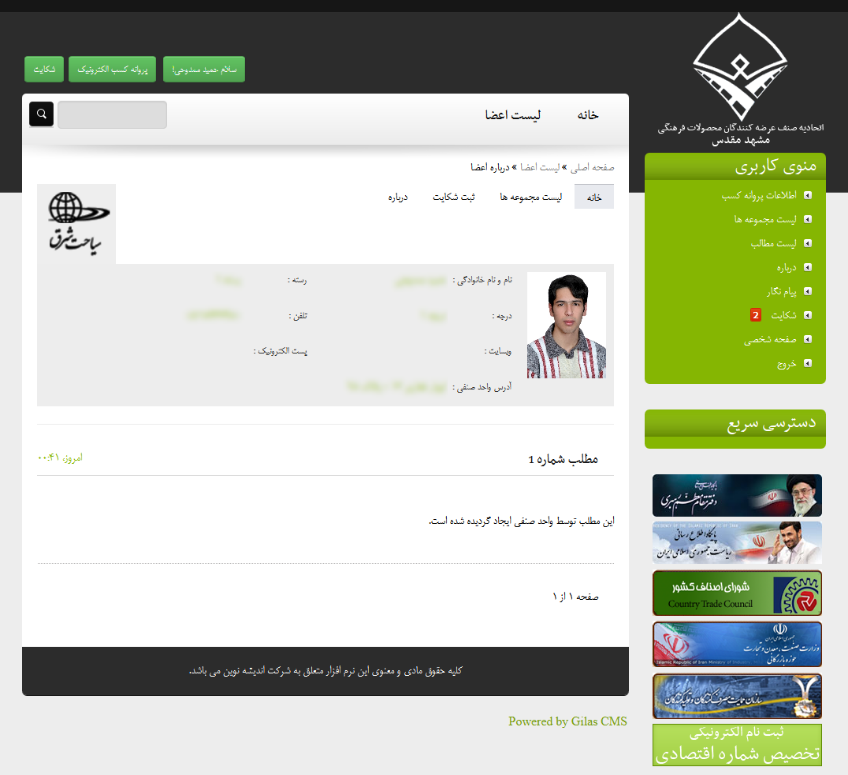 سلام حمید ممدوحی!
پروانه کسب الکترونیک
شکایت
اتحادیه صنف عرضه کنندگان محصولات فرهنگی
مشهد مقدس
خانه
لیست اعضا
صفحه اصلی » لیست اعضا » درباره اعضا
خانه
لیست مجموعه ها
ثبت شکایت
درباره
سیاحت شرق
نام و نام خانوادگی :
رسته :
درجه :
تلفن :
وبسایت :
پست الکترونیک :
آدرس واحد صنفی :
مطلب شماره 1
امروز، ۰۰:۴۱
این مطلب توسط واحد صنفی ایجاد گردیده شده است.
صفحه ۱ از ۱
کلیه حقوق مادی و معنوی این نرم افزار متعلق به شرکت اندیشه نوین می باشد.
Powered by Gilas CMS
منوی کاربری
اطلاعات پروانه کسب
لیست مجموعه ها
لیست مطالب
درباره
پیام نگار
شکایت 2
صفحه شخصی
خروج
دسترسی سریع
دفتر مقام معظم رهبری
پایگاه اطلاع رسانی
ریاست جمهوری اسلامی ایران
شورای اصناف کشور
Country Trade Council
وزارت صنعت، معدن و تجارت
حوزه بازرگانی
سازمان حمایت مصرف کنندگان و تولیدکنندگان
ثبت نام الکترونیکی
تخصیص شماره اقتصادی